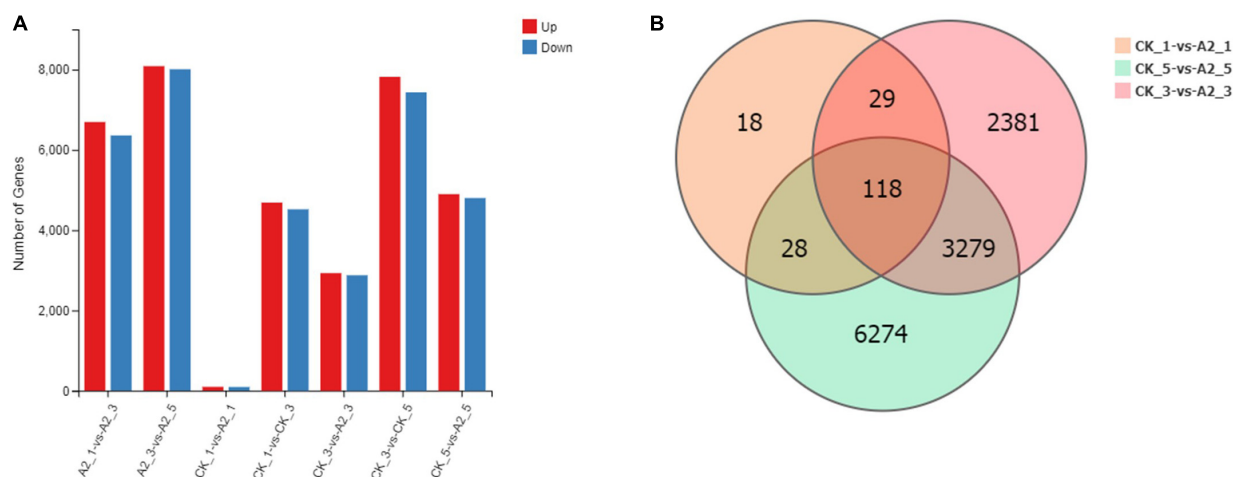 A
Up
Down
Number of Genes
8,000
6,000
4,000
2,000
0
A2_1-vs-A2_3
A2_3-vs-A2_5
CK_1-vs-A2_1
CK_1-vs-CK_3
CK_3-vs-A2_3
CK_3-vs-CK_5
CK_5-vs-A2_5
B
CK_1-vs-A2_1
CK_5-vs-A2_5
CK_3-vs-A2_3
18
29
2381
118
28
3279
6274